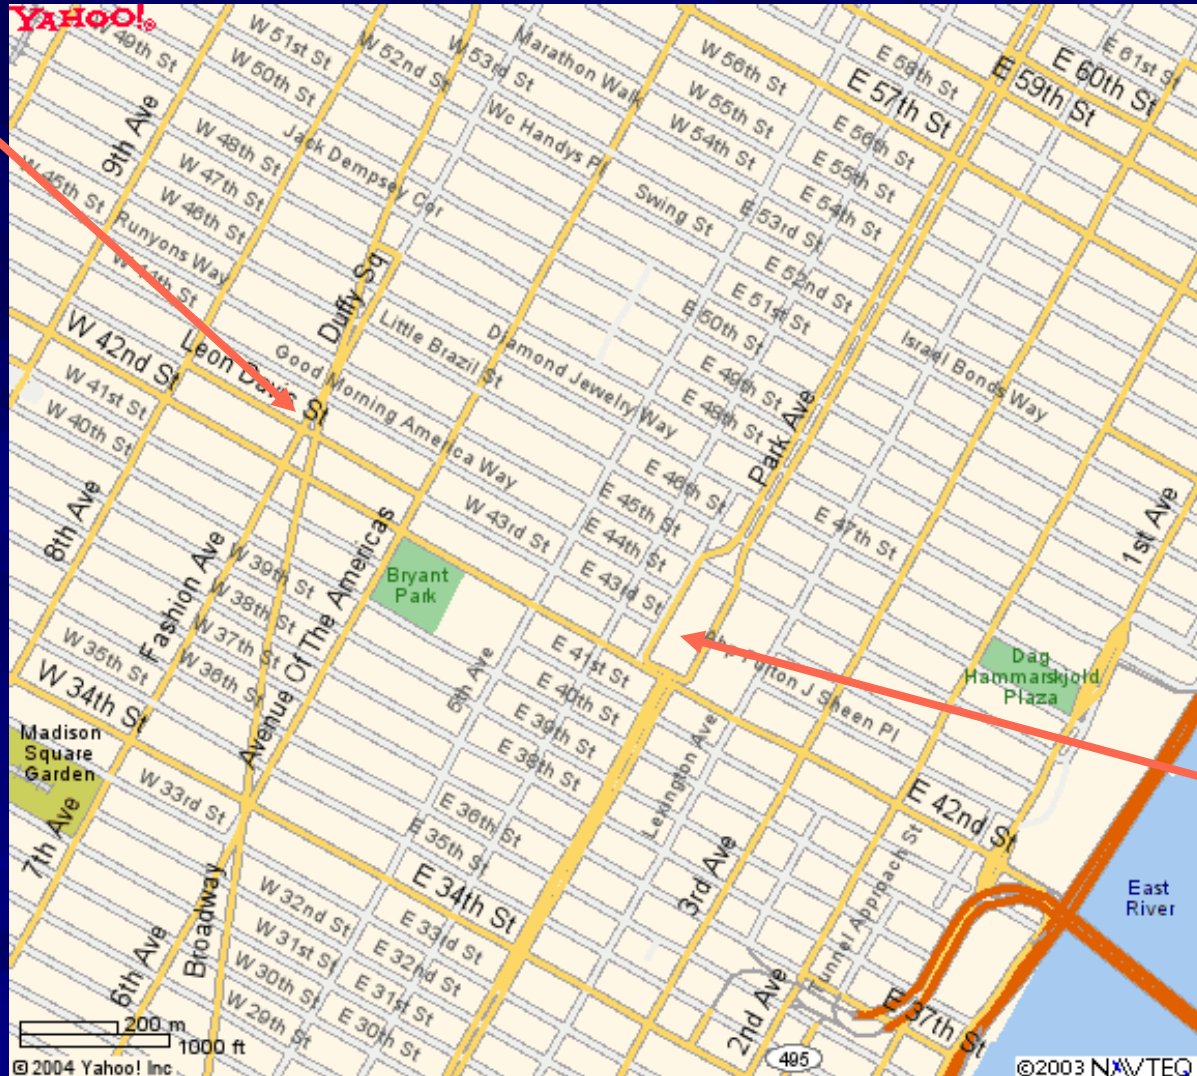 YAHOO!®
W 49th St
W 51st St
W 50th St
W 52nd St
W 53rd St
Marathon Walk
W 56th St
W 55th St
W 54th St
E 58th St
E 57th St
E 59th St
E 60th St
E 61st St
9th Ave
W 48th St
W 47th St
W 46th St
W 45th St
Jack Dempsey Cor
Wc Handys Pl
Swing St
E 56th St
E 55th St
E 54th St
E 53rd St
E 52nd St
E 51st St
E 50th St
E 49th St
E 48th St
Runyons Way
W 44th St
Duffy Sq
Little Brazil St
Diamond Jewelry Way
Israel Bonds Way
W 42nd St
Leon Davis St
Good Morning America Way
W 41st St
W 40th St
Park Ave
E 46th St
E 45th St
E 44th St
E 43rd St
E 47th St
1st Ave
W 43rd St
8th Ave
Fashion Ave
Avenue Of The Americas
W 39th St
W 38th St
W 37th St
W 36th St
W 35th St
W 34th St
Bryant
Park
5th Ave
E 41st St
E 40th St
E 39th St
E 38th St
Abp Fulton J Sheen Pl
Dag
Hammarskjold
Plaza
Madison
Square
Garden
W 33rd St
7th Ave
Lexington Ave
E 36th St
E 35th St
E 34th St
3rd Ave
E 42nd St
Tunnel Approach St
East
River
Broadway
6th Ave
W 32nd St
W 31st St
W 30th St
W 29th St
E 33rd St
E 32nd St
E 31st St
E 30th St
2nd Ave
E 37th St
495
200 m
1000 ft
© 2004 Yahoo! Inc
©2003 NAVTEQ